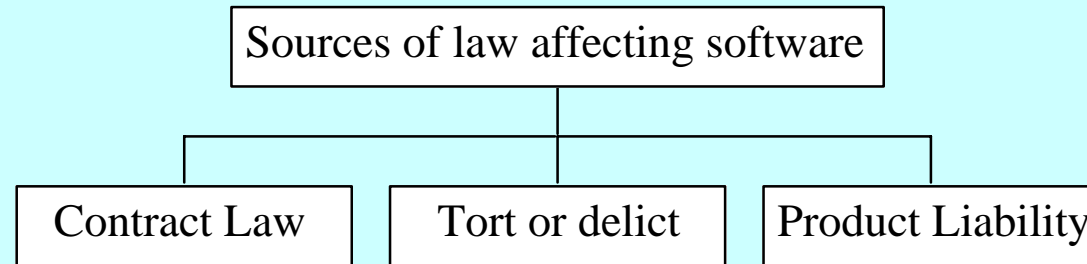 Sources of law affecting software
Contract Law
Tort or delict
Product Liability